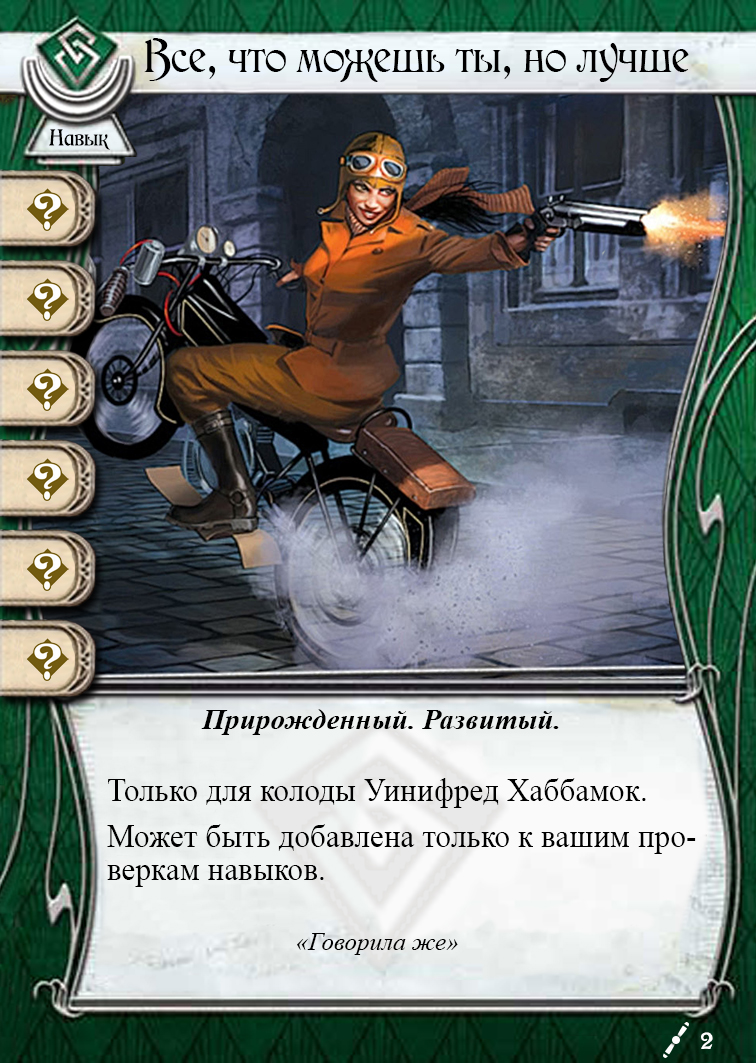 Все, что можешь ты, но лучше
Навык
?
?
?
?
?
?
Прирожденный. Развитый.
Только для колоды Уинифред Хаббамок.
Может быть добавлена только к вашим про-
веркам навыков.
«Говорила же»
2